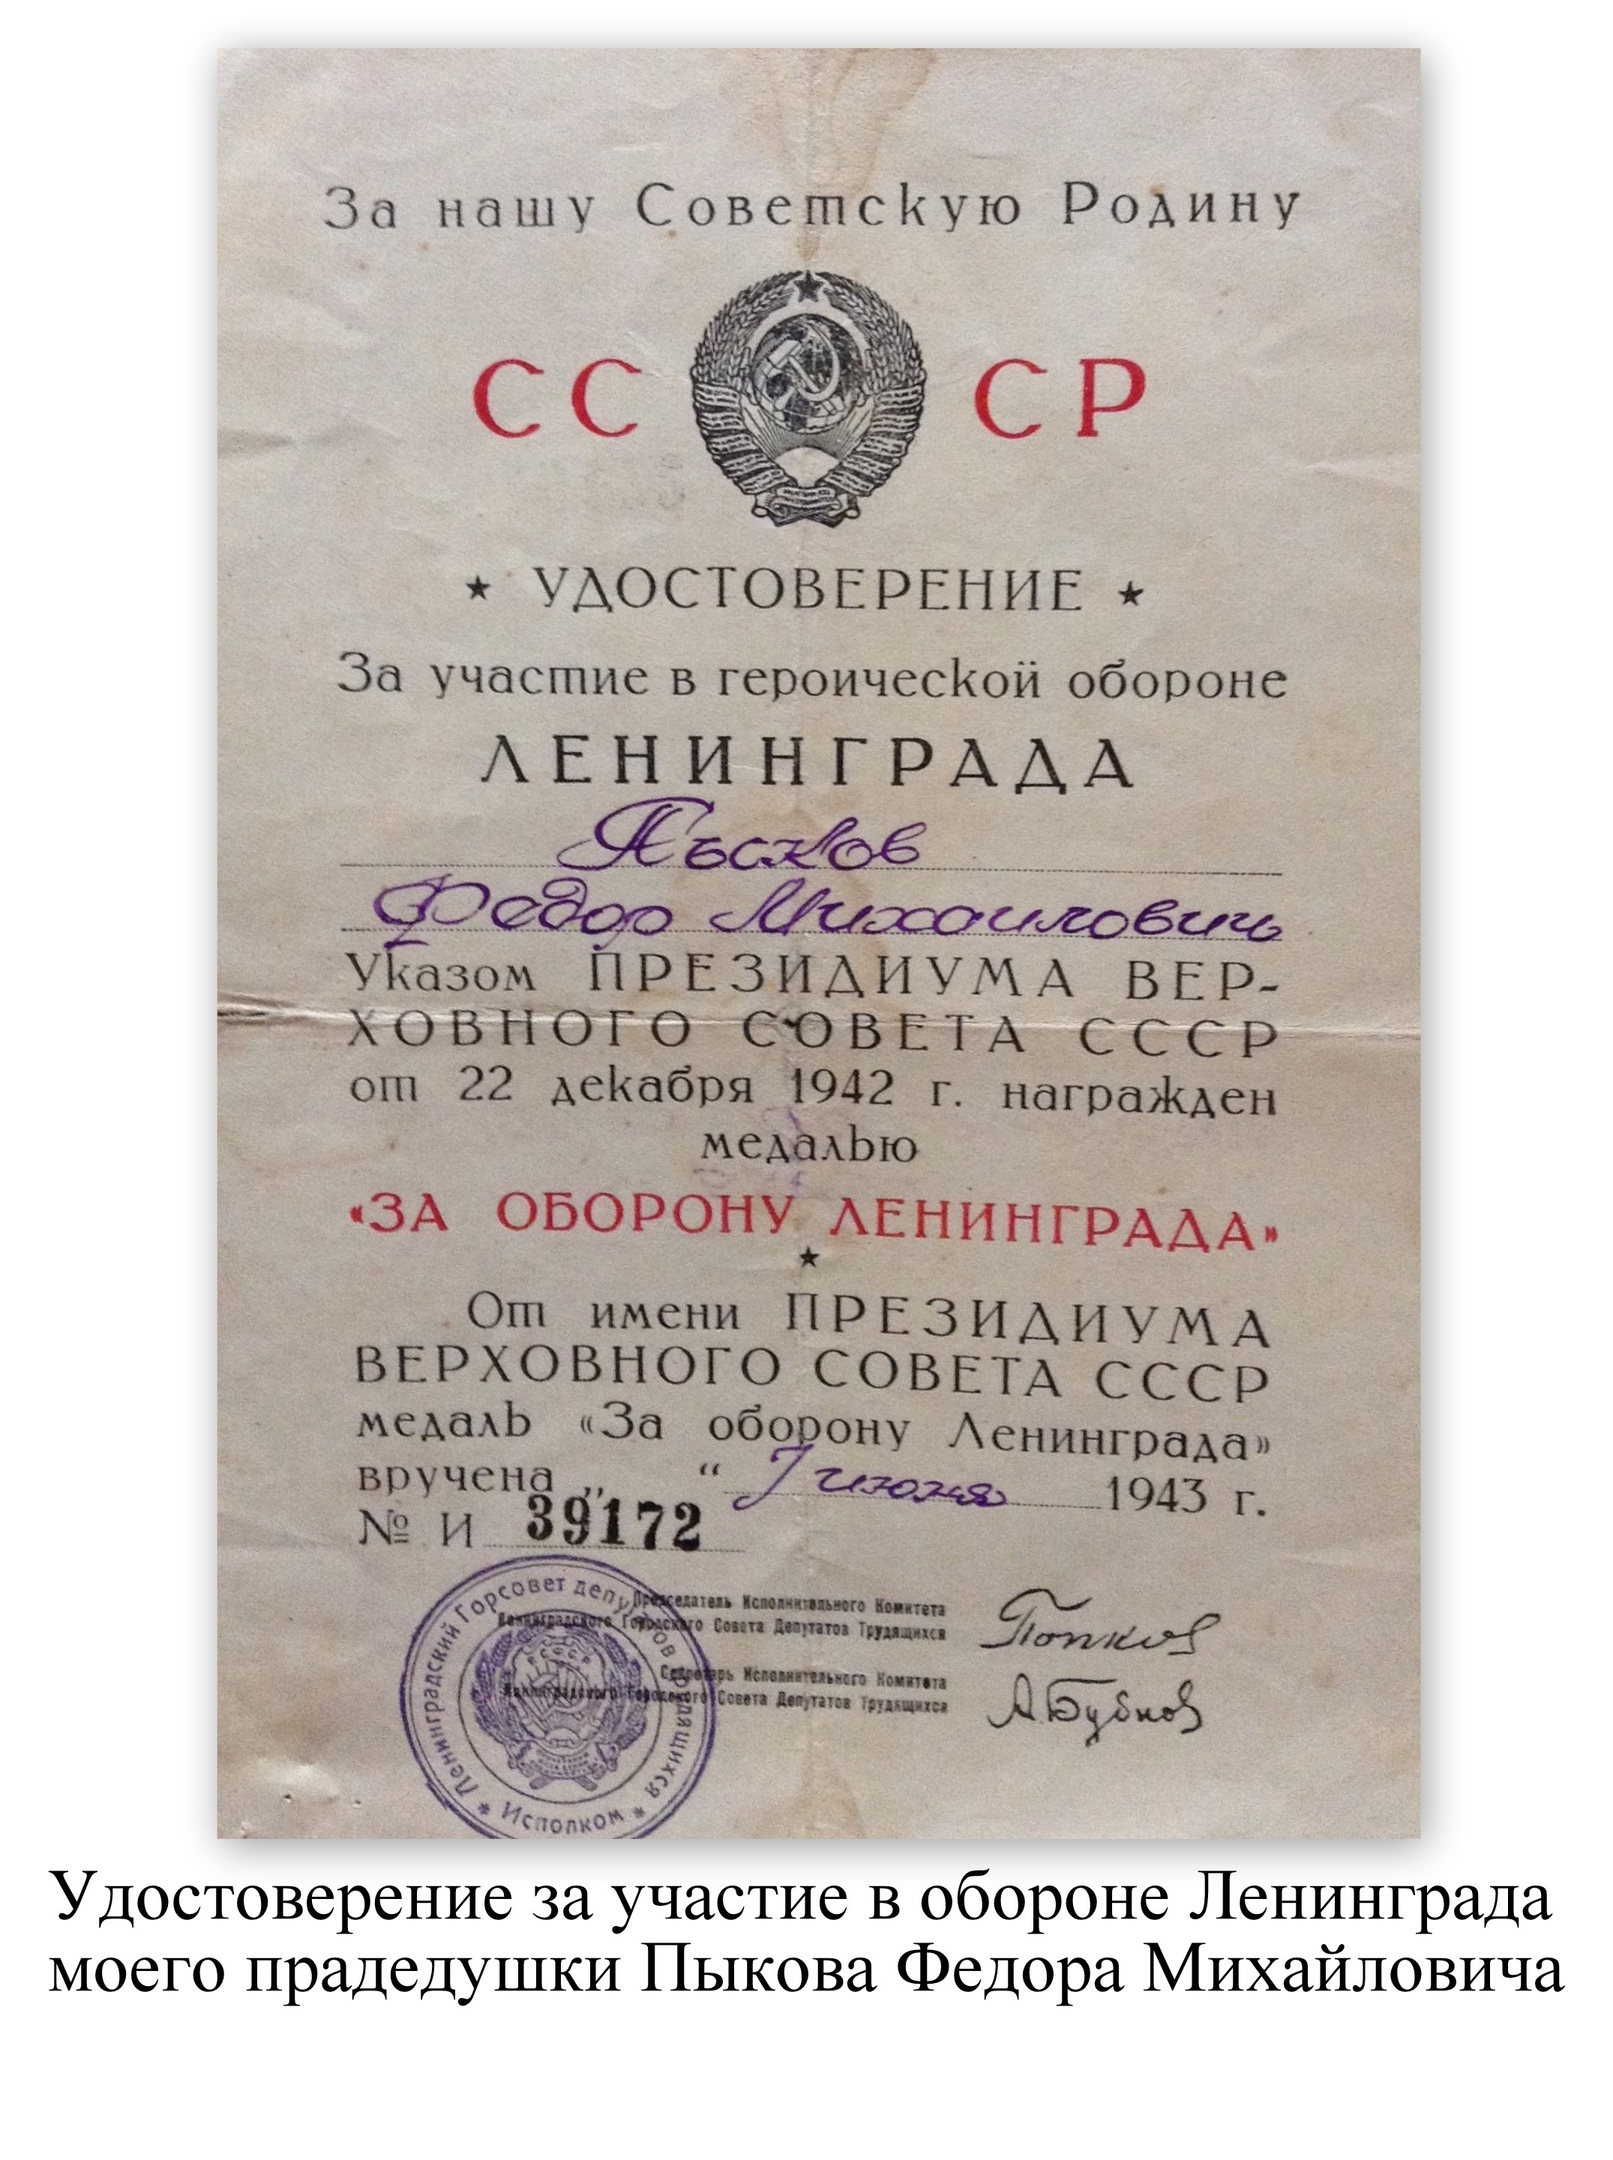 За нашу Советскую Родину
СС СР
★ УДОСТОВЕРЕНИЕ ★
За участие в героической обороне
ЛЕНИНГРАДА
Пъсков
Федор Михаилович
Указом ПРЕЗИДИУМА ВЕР-
ХОВНОГО СОВЕТА СССР
от 22 декабря 1942 г. награжден
медалью
«ЗА ОБОРОНУ ЛЕНИНГРАДА»
★
От имени ПРЕЗИДИУМА
ВЕРХОВНОГО СОВЕТА СССР
медаль «За оборону Ленинграда»
вручена „ “ 7 июня 1943 г.
№ И 39172
Председатель Исполнительного Комитета
Ленинградского Городского Совета Депутатов Трудящихся
Попков
Секретарь Исполнительного Комитета
Ленинградского Городского Совета Депутатов Трудящихся
А.Бубнов
Ленинградский Горсовет депутатов трудящихся
* Исполком *
Удостоверение за участие в обороне Ленинграда
моего прадедушки Пыкова Федора Михайловича